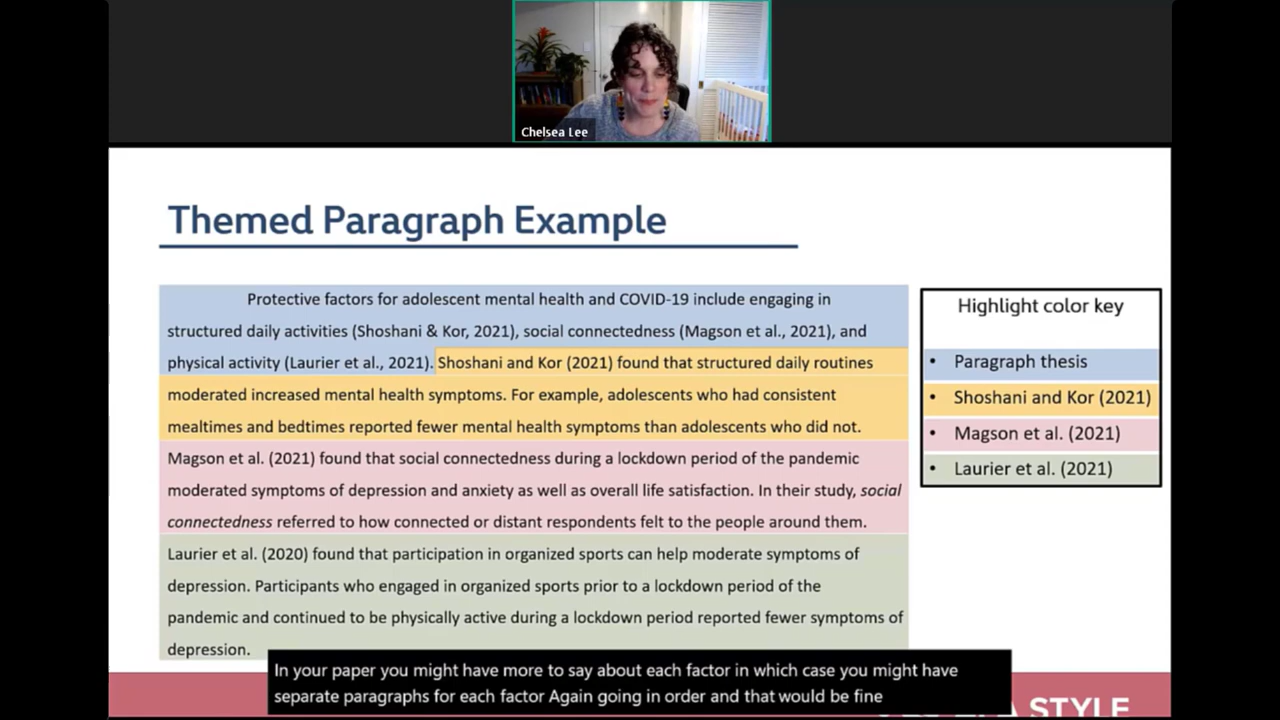 Chelsea Lee
Themed Paragraph Example
Protective factors for adolescent mental health and COVID-19 include engaging in
structured daily activities (Shoshani & Kor, 2021), social connectedness (Magson et al., 2021), and
physical activity (Laurier et al., 2021). Shoshani and Kor (2021) found that structured daily routines
moderated increased mental health symptoms. For example, adolescents who had consistent
mealtimes and bedtimes reported fewer mental health symptoms than adolescents who did not.
Magson et al. (2021) found that social connectedness during a lockdown period of the pandemic
moderated symptoms of depression and anxiety as well as overall life satisfaction. In their study, social
connectedness referred to how connected or distant respondents felt to the people around them.
Laurier et al. (2020) found that participation in organized sports can help moderate symptoms of
depression. Participants who engaged in organized sports prior to a lockdown period of the
pandemic and continued to be physically active during a lockdown period reported fewer symptoms of
depression.
Highlight color key
• Paragraph thesis
• Shoshani and Kor (2021)
• Magson et al. (2021)
• Laurier et al. (2021)
In your paper you might have more to say about each factor in which case you might have
separate paragraphs for each factor Again going in order and that would be fine
STYLE